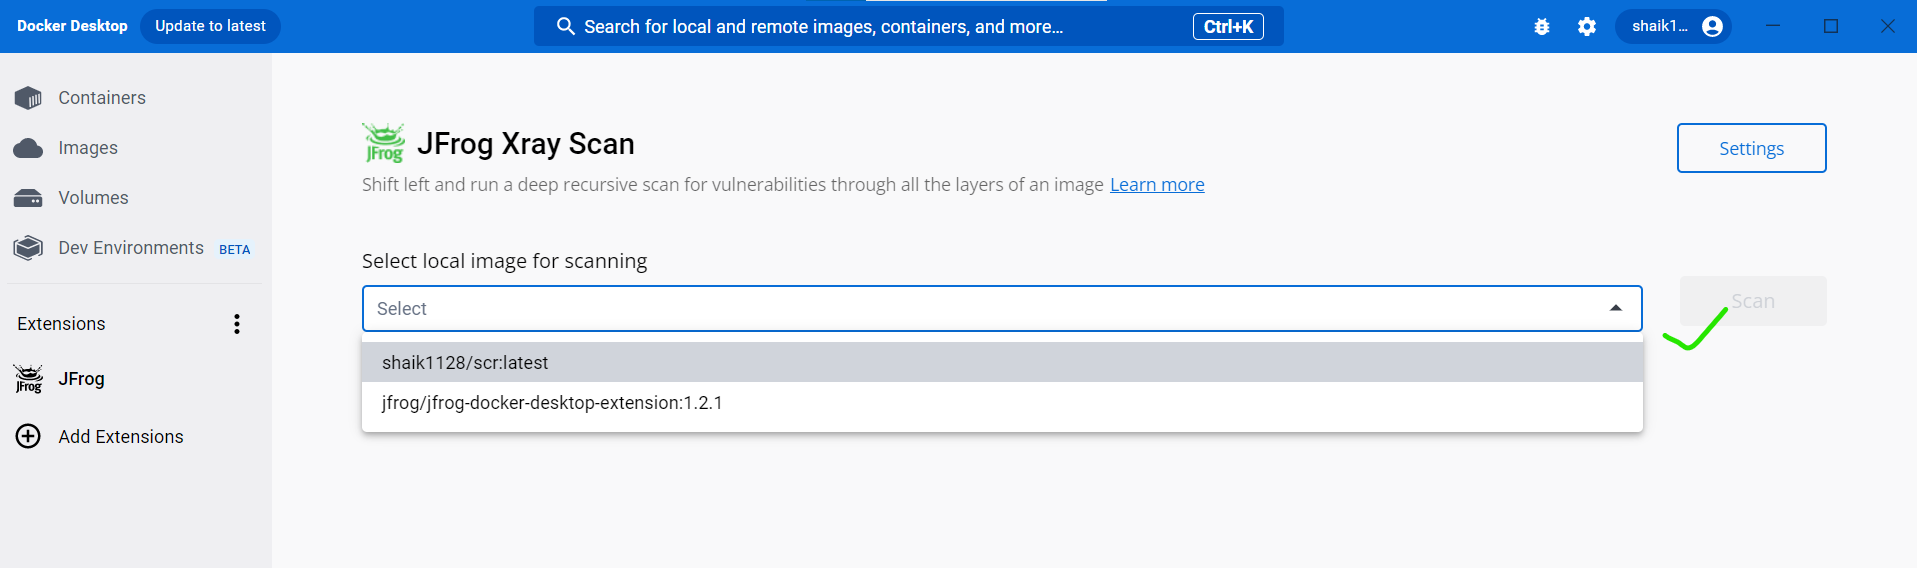 Docker Desktop Update to latest Search for local and remote images, containers, and more... Ctrl+K shaik1...
Containers
Images
Volumes
Dev Environments BETA
Extensions
JFrog JFrog
Add Extensions
JFrog JFrog Xray Scan
Settings
Shift left and run a deep recursive scan for vulnerabilities through all the layers of an image Learn more
Select local image for scanning
Select
Scan
shaik1128/scr:latest
jfrog/jfrog-docker-desktop-extension:1.2.1